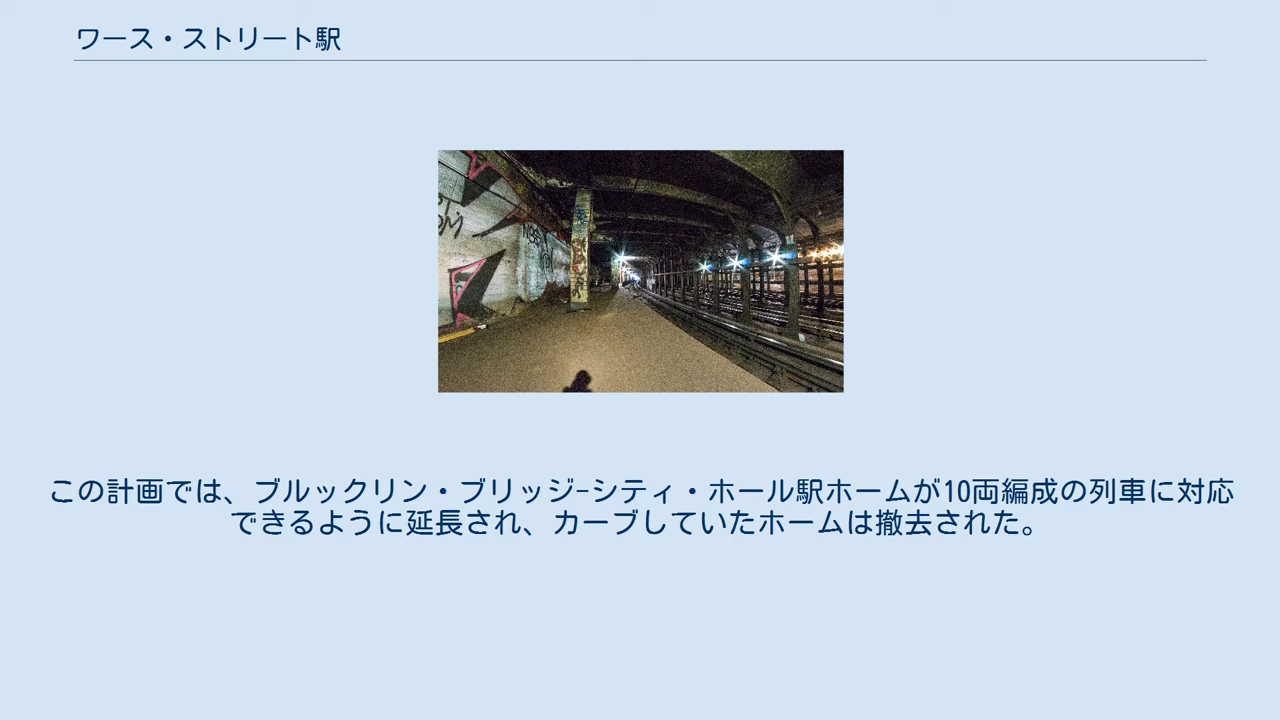 ワース・ストリート駅
この計画では、ブルックリン・ブリッジ-シティ・ホール駅ホームが10両編成の列車に対応
できるように延長され、カーブしていたホームは撤去された。